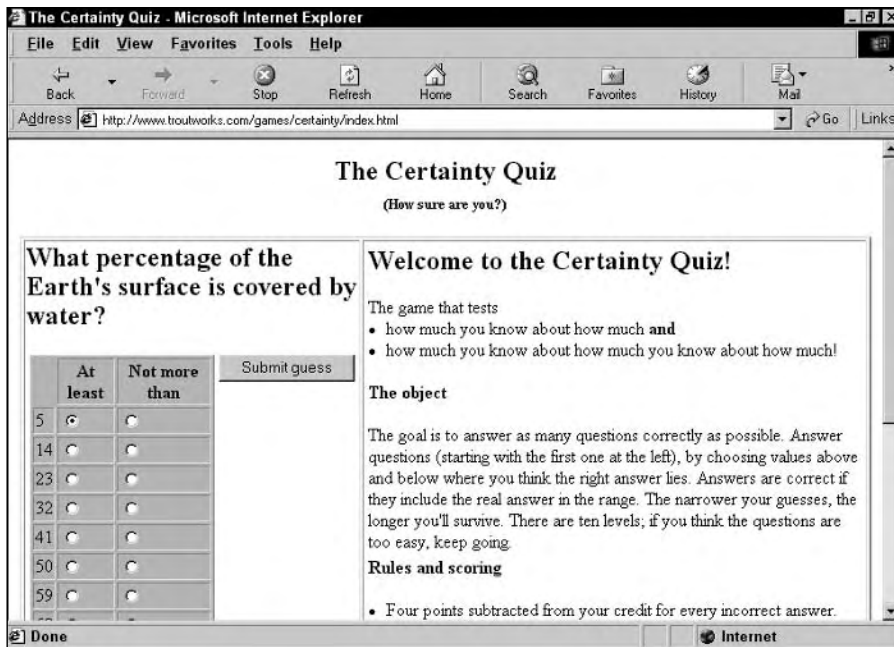 The Certainty Quiz - Microsoft Internet Explorer
File Edit View Favorites Tools Help
Back Forward Stop Refresh Home Search Favorites History Mail
Address http://www.troutworks.com/games/certainty/index.html Go Links
The Certainty Quiz
(How sure are you?)
What percentage of the
Earth's surface is covered by
water?
At
least
Not more
than
Submit guess
5
14
23
32
41
50
59
Welcome to the Certainty Quiz!
The game that tests
• how much you know about how much and
• how much you know about how much you know about how much!
The object
The goal is to answer as many questions correctly as possible. Answer
questions (starting with the first one at the left), by choosing values above
and below where you think the right answer lies. Answers are correct if
they include the real answer in the range. The narrower your guesses, the
longer you'll survive. There are ten levels; if you think the questions are
too easy, keep going.
Rules and scoring
• Four points subtracted from your credit for every incorrect answer.
Done Internet